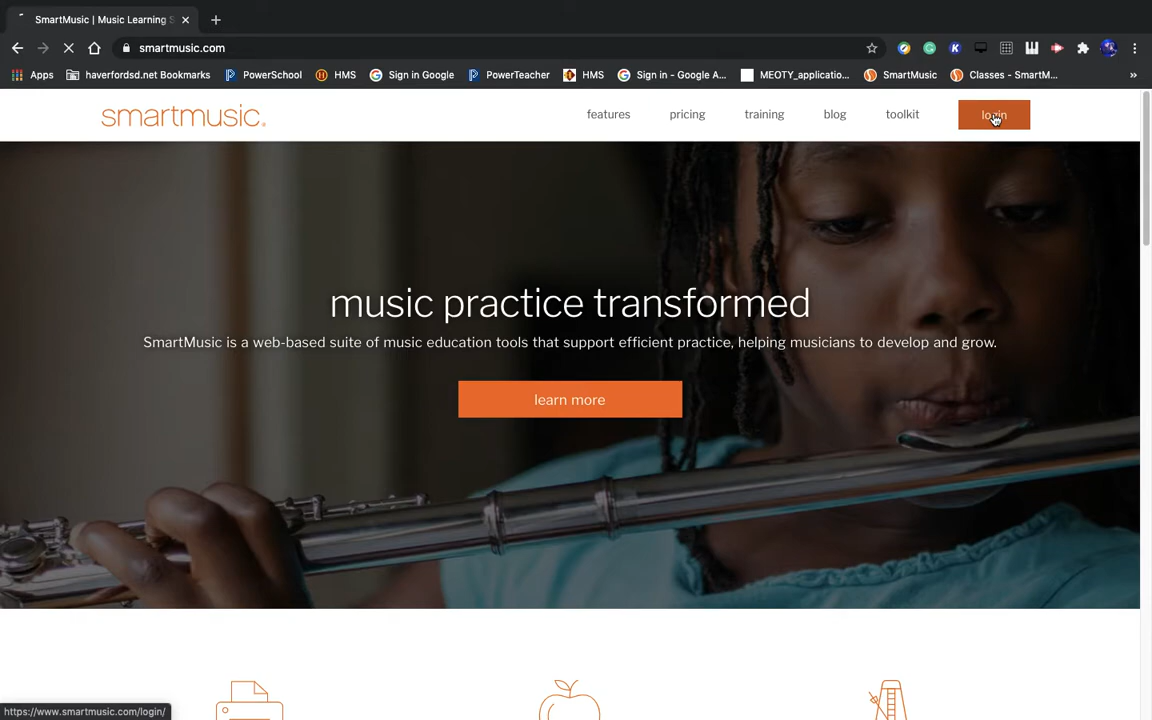 SmartMusic | Music Learning S
smartmusic.com
Apps
haverfordsd.net Bookmarks
PowerSchool
HMS
Sign in Google
PowerTeacher
HMS
Sign in - Google A...
MEOTY_applicatio...
SmartMusic
Classes - SmartM...
»
smartmusic
features
pricing
training
blog
toolkit
login
music practice transformed
SmartMusic is a web-based suite of music education tools that support efficient practice, helping musicians to develop and grow.
learn more
https://www.smartmusic.com/login/